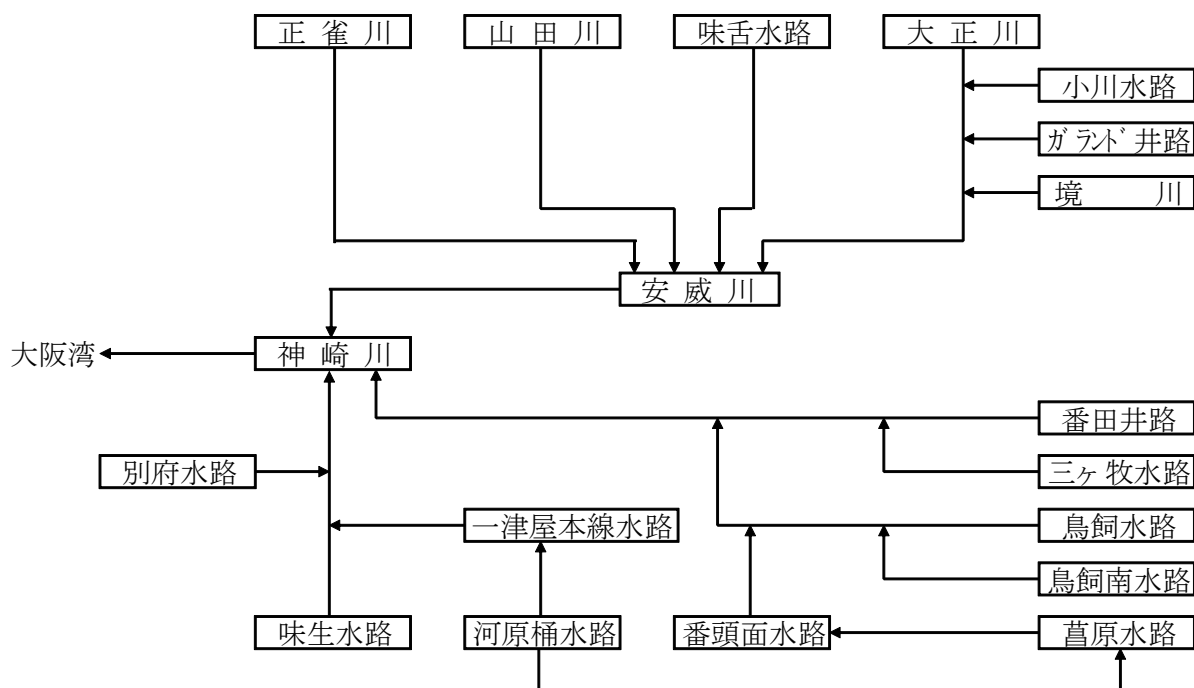 正雀川
山田川
味舌水路
大正川
小川水路
ガランド井路
境川
安威川
大阪湾
神崎川
番田井路
別府水路
三ヶ牧水路
一津屋本線水路
鳥飼水路
鳥飼南水路
味生水路
河原樋水路
番頭面水路
菖原水路